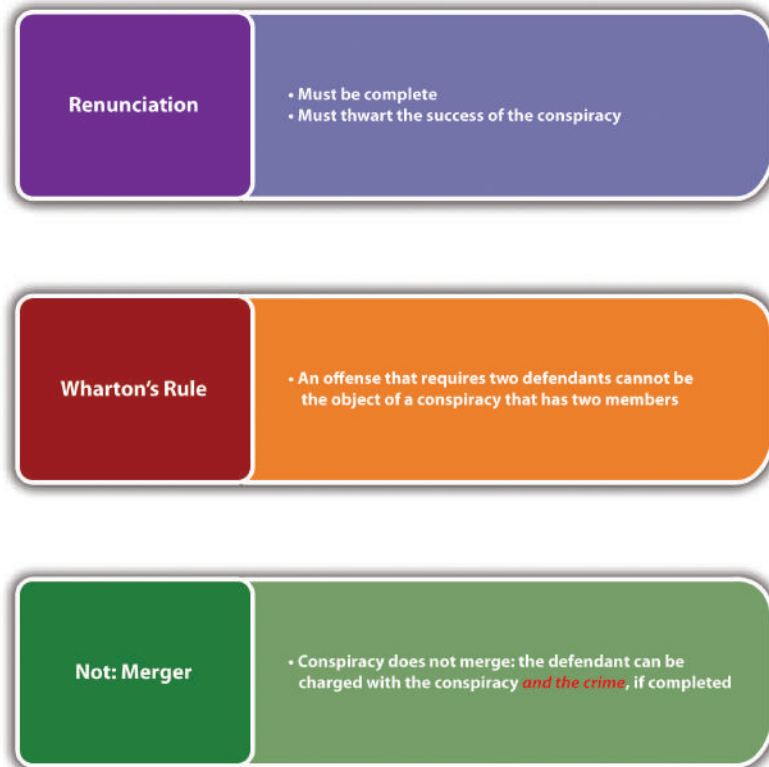 Renunciation
• Must be complete
• Must thwart the success of the conspiracy
Wharton's Rule
• An offense that requires two defendants cannot be
the object of a conspiracy that has two members
Not: Merger
• Conspiracy does not merge: the defendant can be
charged with the conspiracy and the crime, if completed